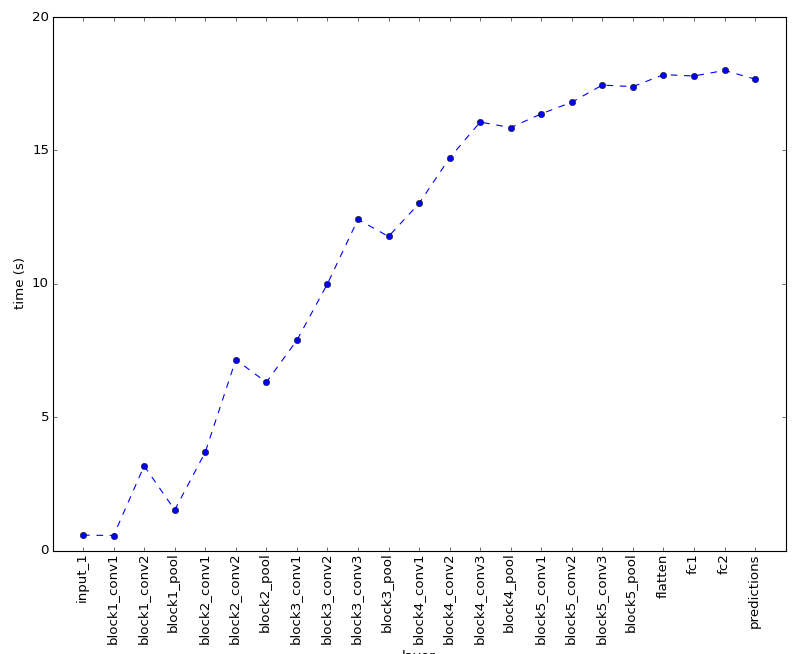 20
15
10
5
0
time (s)
input_1
block1_conv1
block1_conv2
block1_pool
block2_conv1
block2_conv2
block2_pool
block3_conv1
block3_conv2
block3_conv3
block3_pool
block4_conv1
block4_conv2
block4_conv3
block4_pool
block5_conv1
block5_conv2
block5_conv3
block5_pool
flatten
fc1
fc2
predictions